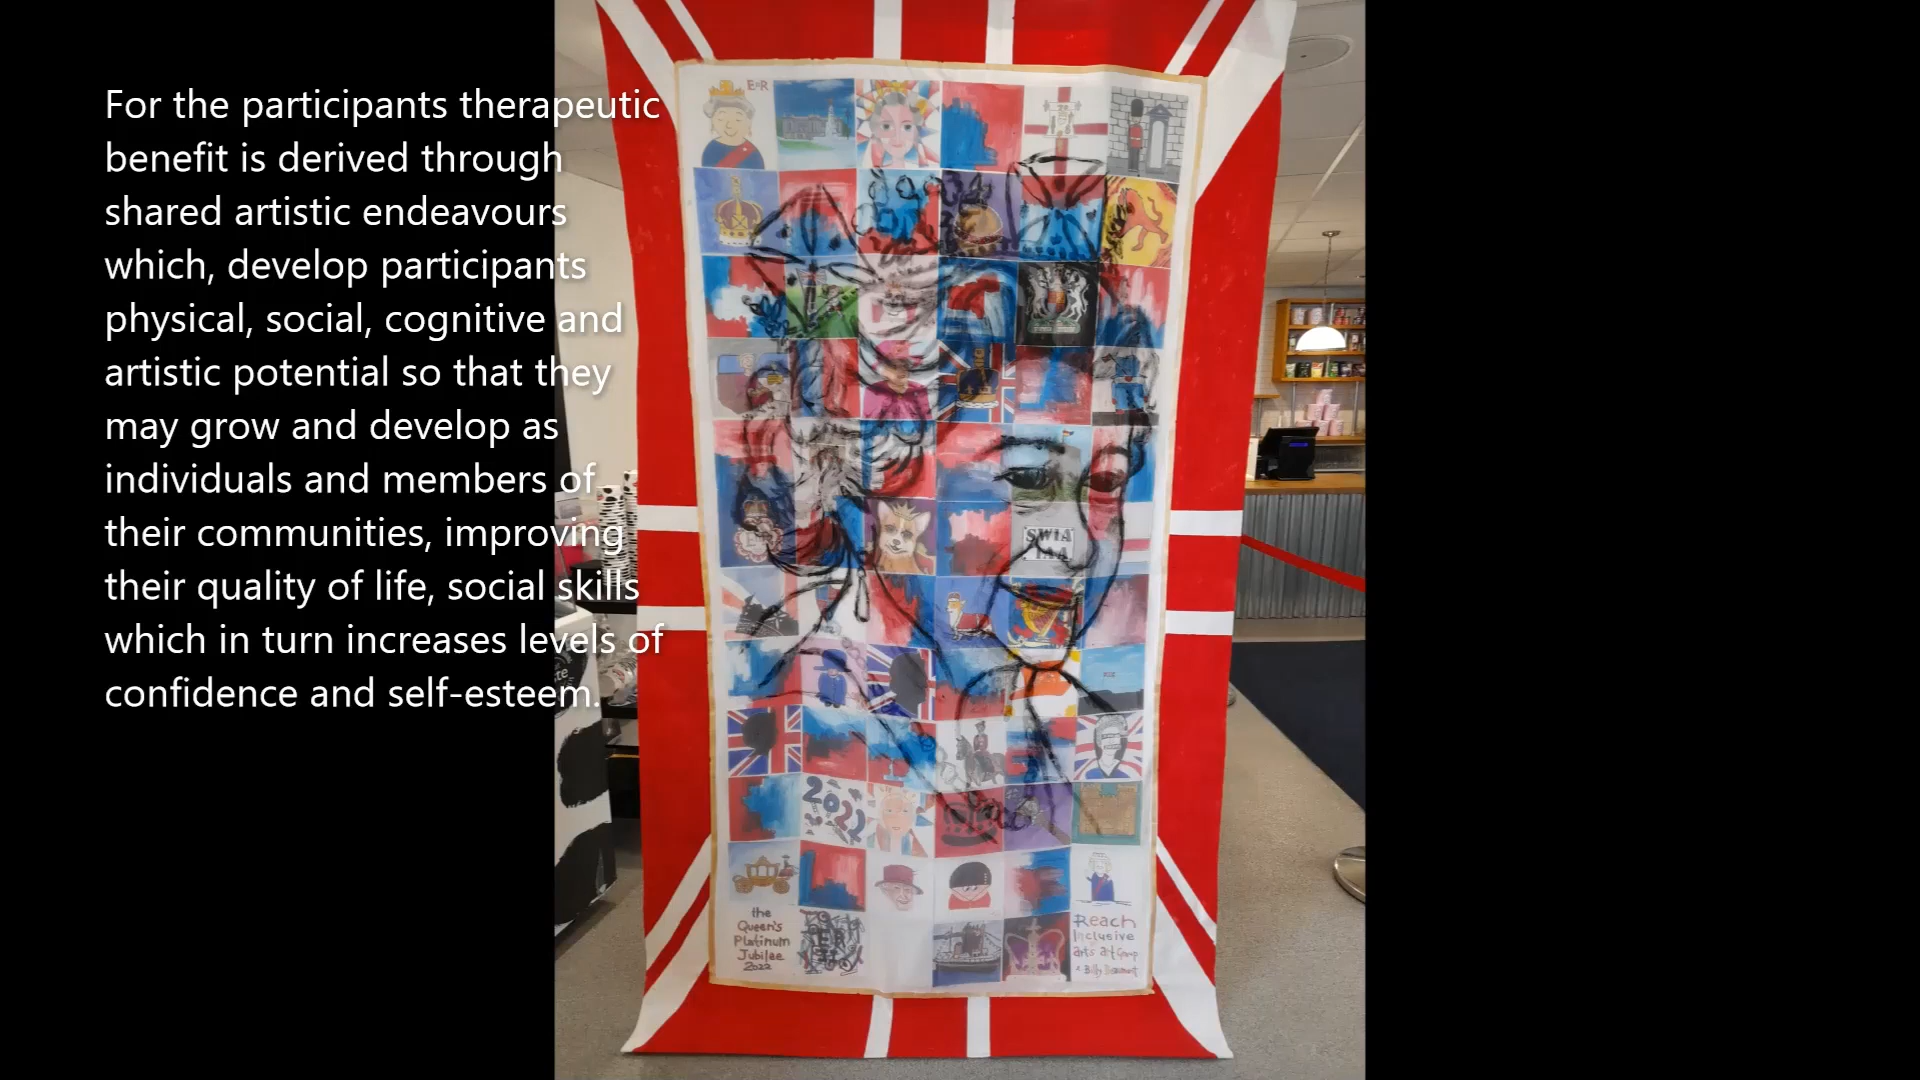 For the participants therapeutic
benefit is derived through
shared artistic endeavours
which, develop participants
physical, social, cognitive and
artistic potential so that they
may grow and develop as
individuals and members of
their communities, improving
their quality of life, social skills
which in turn increases levels of
confidence and self-esteem.
SWIA
2022
the
Queen's
Platinum
Jubilee
2022
ER
Reach
Inclusive
arts art Group